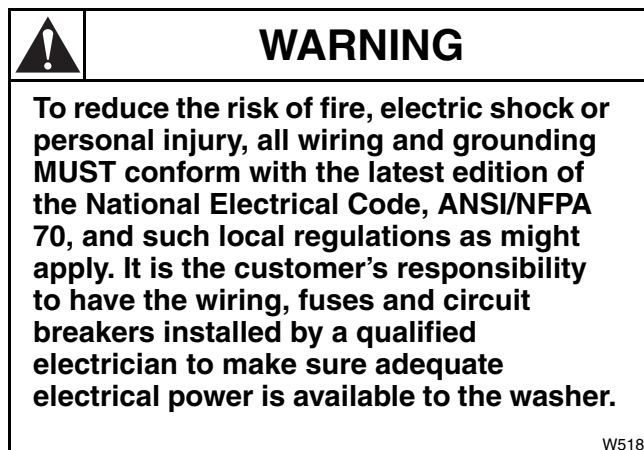 WARNING
To reduce the risk of fire, electric shock or
personal injury, all wiring and grounding
MUST conform with the latest edition of
the National Electrical Code, ANSI/NFPA
70, and such local regulations as might
apply. It is the customer’s responsibility
to have the wiring, fuses and circuit
breakers installed by a qualified
electrician to make sure adequate
electrical power is available to the washer.
W518